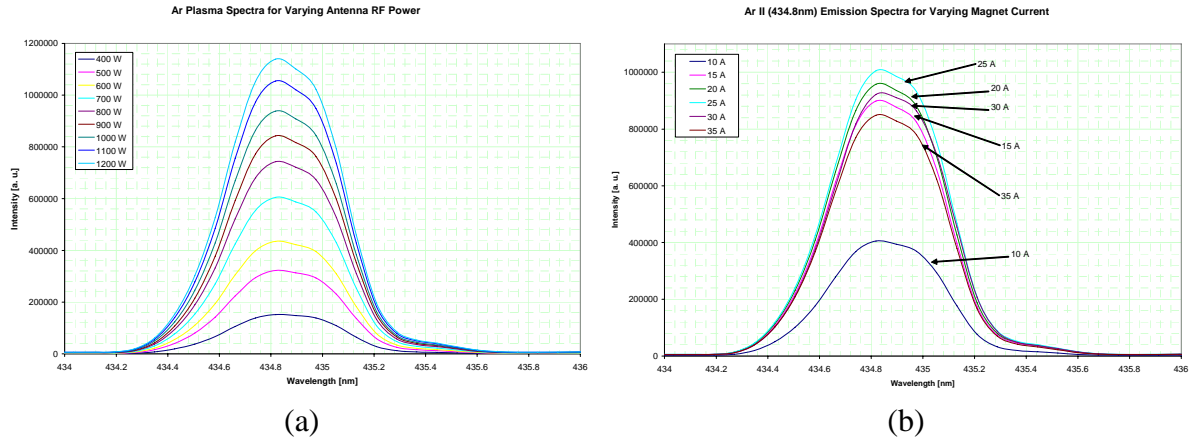 Ar Plasma Spectra for Varying Antenna RF Power
1200000
1000000
800000
600000
400000
200000
0
Intensity [a. u.]
400 W
500 W
600 W
700 W
800 W
900 W
1000 W
1100 W
1200 W
434
434.2
434.4
434.6
434.8
435
435.2
435.4
435.6
435.8
436
Wavelength [nm]
(a)
Ar II (434.8nm) Emission Spectra for Varying Magnet Current
1000000
800000
600000
400000
200000
0
Intensity [a. u.]
10 A
15 A
20 A
25 A
30 A
35 A
25 A
20 A
30 A
15 A
35 A
10 A
434
434.2
434.4
434.6
434.8
435
435.2
435.4
435.6
435.8
436
Wavelength [nm]
(b)